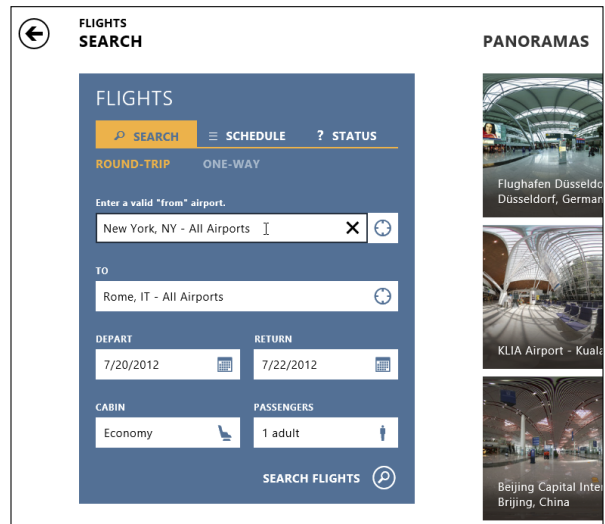 FLIGHTS
SEARCH
FLIGHTS
SEARCH SCHEDULE ? STATUS
ROUND-TRIP ONE-WAY
Enter a valid "from" airport.
New York, NY - All Airports
TO
Rome, IT - All Airports
DEPART RETURN
7/20/2012 7/22/2012
CABIN PASSENGERS
Economy 1 adult
SEARCH FLIGHTS
PANORAMAS
Flughafen Düsseldo
Düsseldorf, German
KLIA Airport - Kuala
Beijing Capital Inte
Brijing, China